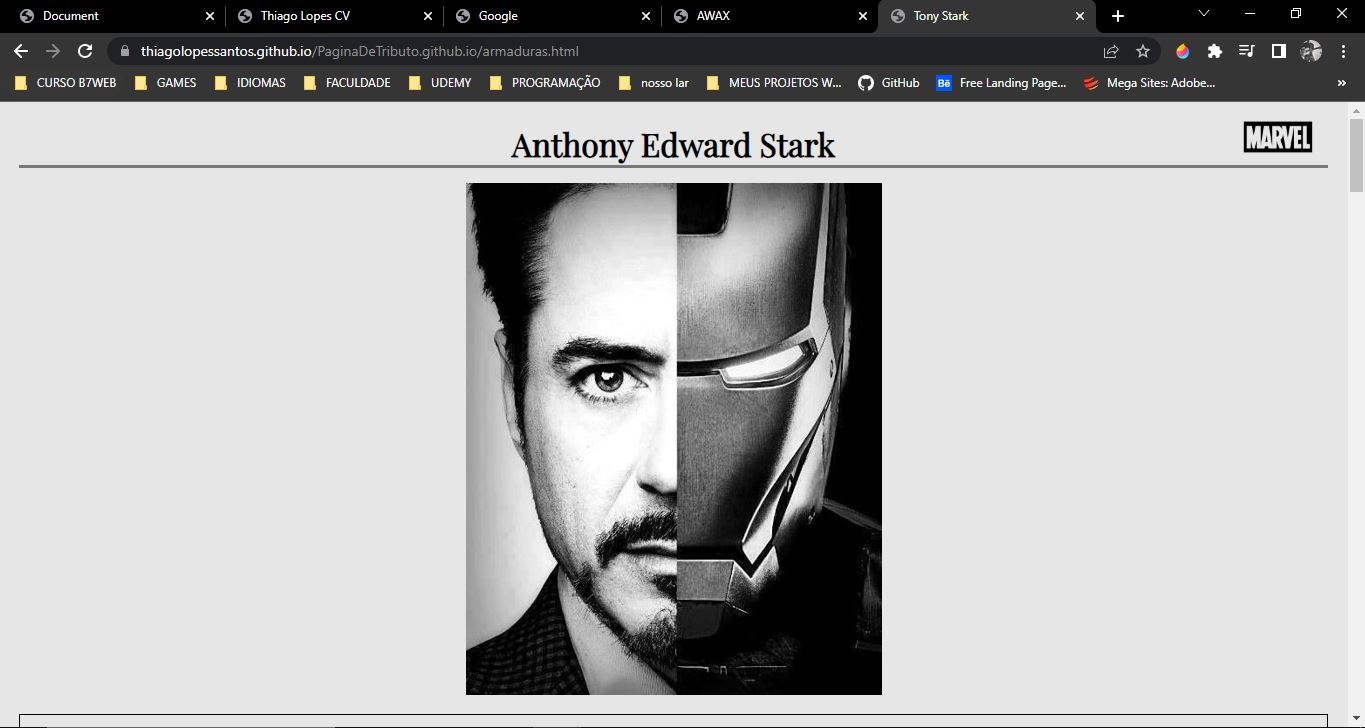 Document
Thiago Lopes CV
Google
AWAX
Tony Stark
thiagolopessantos.github.io/PaginaDeTributo.github.io/armaduras.html
CURSO B7WEB
GAMES
IDIOMAS
FACULDADE
UDEMY
PROGRAMAÇÃO
nosso lar
MEUS PROJETOS W...
GitHub
Bē Free Landing Page...
Mega Sites: Adobe...
»
Anthony Edward Stark
MARVEL